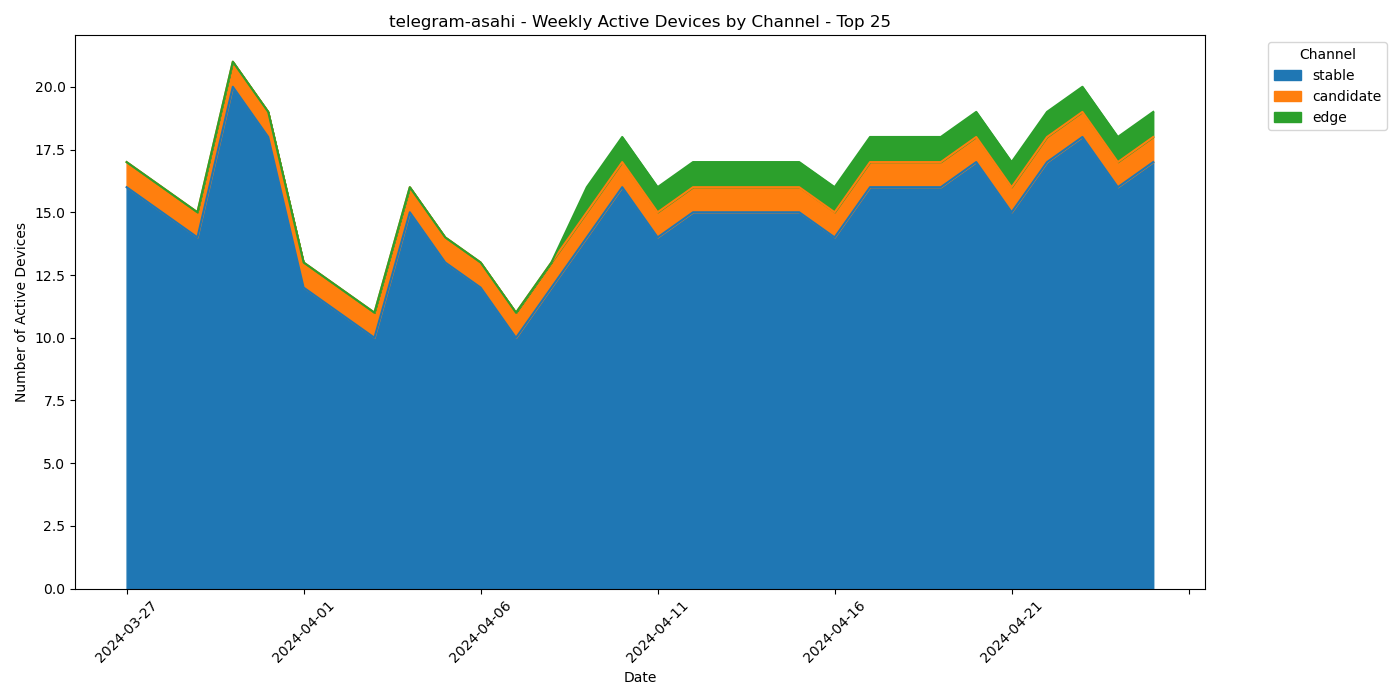 telegram-asahi - Weekly Active Devices by Channel - Top 25
Channel
stable
candidate
edge
Number of Active Devices
20.0
17.5
15.0
12.5
10.0
7.5
5.0
2.5
0.0
2024-03-27
2024-04-01
2024-04-06
2024-04-11
2024-04-16
2024-04-21
Date